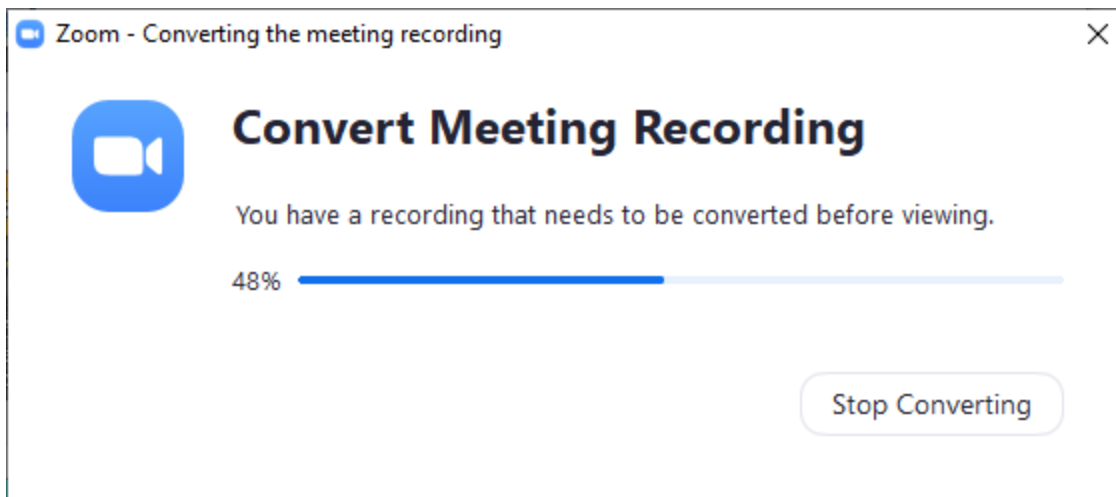 Zoom - Converting the meeting recording
Convert Meeting Recording
You have a recording that needs to be converted before viewing.
48%
Stop Converting